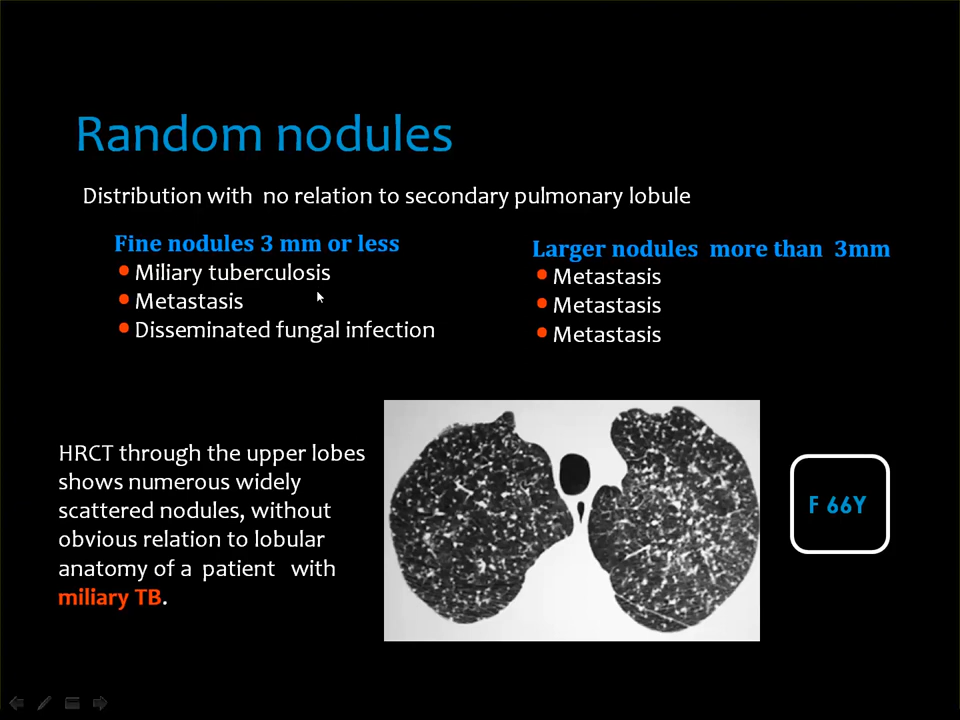 Random nodules
Distribution with  no relation to secondary pulmonary lobule
Fine nodules 3 mm or less
• Miliary tuberculosis
• Metastasis
• Disseminated fungal infection
Larger nodules  more than  3mm
• Metastasis
• Metastasis
• Metastasis
HRCT through the upper lobes
shows numerous widely
scattered nodules, without
obvious relation to lobular
anatomy of a  patient   with
miliary TB.
F 66Y